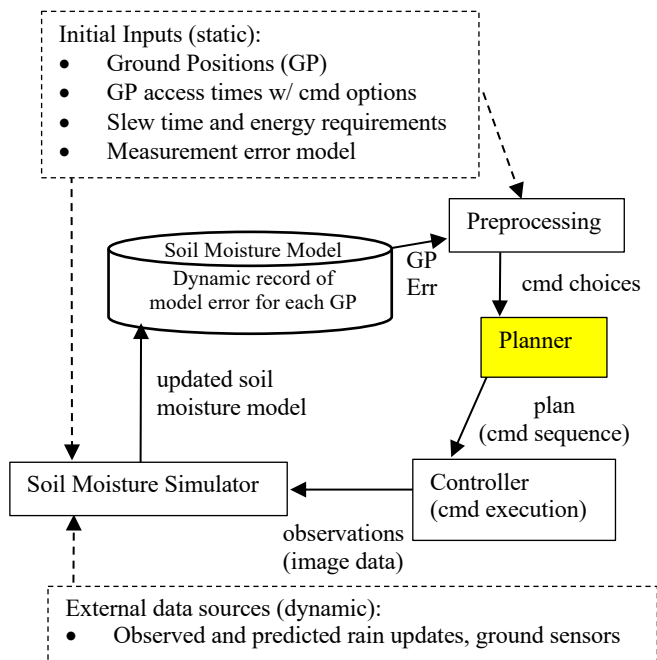 Initial Inputs (static):
• Ground Positions (GP)
• GP access times w/ cmd options
• Slew time and energy requirements
• Measurement error model
Preprocessing
Soil Moisture Model
Dynamic record of
model error for each GP
GP
Err
cmd choices
Planner
updated soil
moisture model
plan
(cmd sequence)
Soil Moisture Simulator
Controller
(cmd execution)
observations
(image data)
External data sources (dynamic):
• Observed and predicted rain updates, ground sensors